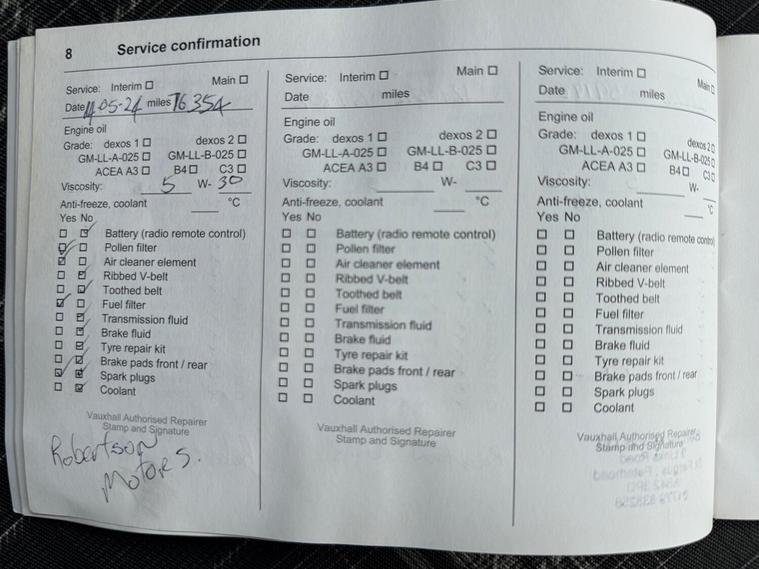 8 Service confirmation
Service: Interim ☐ Main ☐
Date 14-05-24 miles 76354
Engine oil
Grade: dexos 1 ☐ dexos 2 ☐
GM-LL-A-025 ☐ GM-LL-B-025 ☐
ACEA A3 ☐ B4 ☐ C3 ☐
Viscosity: 5 W- 30
Anti-freeze, coolant °C
Yes No
Battery (radio remote control)
Pollen filter
Air cleaner element
Ribbed V-belt
Toothed belt
Fuel filter
Transmission fluid
Brake fluid
Tyre repair kit
Brake pads front / rear
Spark plugs
Coolant
Vauxhall Authorised Repairer
Stamp and Signature
Robertson
Motors.
Service: Interim ☐ Main ☐
Date miles
Engine oil
Grade: dexos 1 ☐ dexos 2 ☐
GM-LL-A-025 ☐ GM-LL-B-025 ☐
ACEA A3 ☐ B4 ☐ C3 ☐
Viscosity: W-
Anti-freeze, coolant °C
Yes No
Battery (radio remote control)
Pollen filter
Air cleaner element
Ribbed V-belt
Toothed belt
Fuel filter
Transmission fluid
Brake fluid
Tyre repair kit
Brake pads front / rear
Spark plugs
Coolant
Vauxhall Authorised Repairer
Stamp and Signature
Service: Interim ☐ Main ☐
Date miles
Engine oil
Grade: dexos 1 ☐ dexos 2 ☐
GM-LL-A-025 ☐ GM-LL-B-025 ☐
ACEA A3 ☐ B4 ☐ C3 ☐
Viscosity: W-
Anti-freeze, coolant °C
Yes No
Battery (radio remote control)
Pollen filter
Air cleaner element
Ribbed V-belt
Toothed belt
Fuel filter
Transmission fluid
Brake fluid
Tyre repair kit
Brake pads front / rear
Spark plugs
Coolant
Vauxhall Authorised Repairer
Stamp and Signature